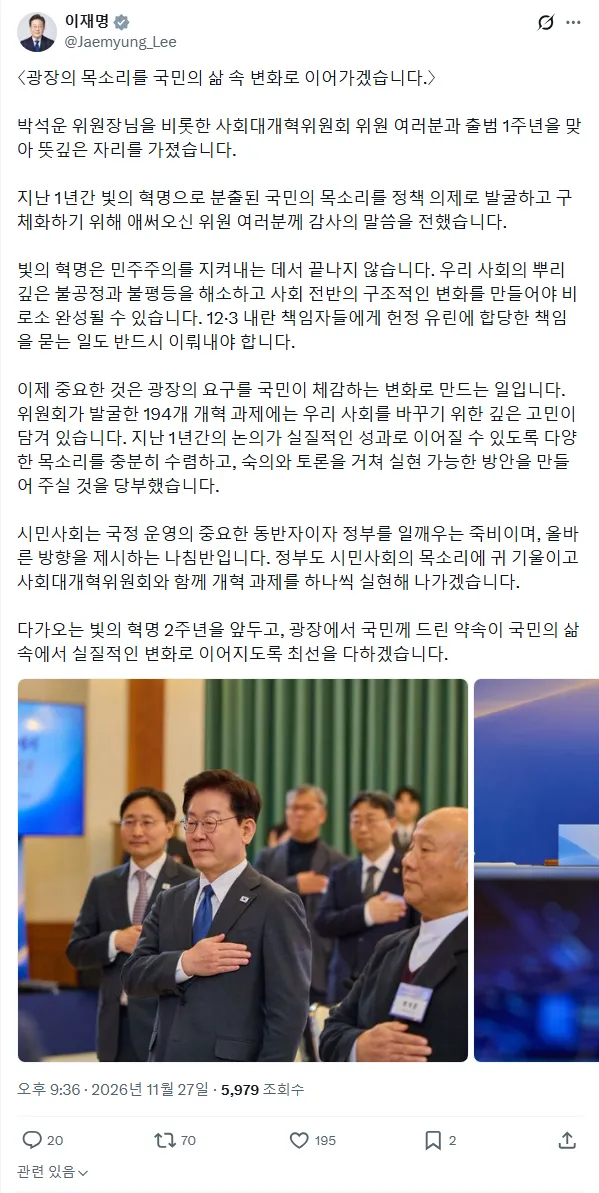 이재명
@Jaemyung_Lee
〈광장의 목소리를 국민의 삶 속 변화로 이어가겠습니다.〉
박석운 위원장님을 비롯한 사회대개혁위원회 위원 여러분과 출범 1주년을 맞
아 뜻깊은 자리를 가졌습니다.
지난 1년간 빛의 혁명으로 분출된 국민의 목소리를 정책 의제로 발굴하고 구
체화하기 위해 애써오신 위원 여러분께 감사의 말씀을 전했습니다.
빛의 혁명은 민주주의를 지켜내는 데서 끝나지 않습니다. 우리 사회의 뿌리
깊은 불공정과 불평등을 해소하고 사회 전반의 구조적인 변화를 만들어야 비
로소 완성될 수 있습니다. 12·3 내란 책임자들에게 헌정 유린에 합당한 책임
을 묻는 일도 반드시 이뤄내야 합니다.
이제 중요한 것은 광장의 요구를 국민이 체감하는 변화로 만드는 일입니다.
위원회가 발굴한 194개 개혁 과제에는 우리 사회를 바꾸기 위한 깊은 고민이
담겨 있습니다. 지난 1년간의 논의가 실질적인 성과로 이어질 수 있도록 다양
한 목소리를 충분히 수렴하고, 숙의와 토론을 거쳐 실현 가능한 방안을 만들
어 주실 것을 당부했습니다.
시민사회는 국정 운영의 중요한 동반자이자 정부를 일깨우는 죽비이며, 올바
른 방향을 제시하는 나침반입니다. 정부도 시민사회의 목소리에 귀 기울이고
사회대개혁위원회와 함께 개혁 과제를 하나씩 실현해 나가겠습니다.
다가오는 빛의 혁명 2주년을 앞두고, 광장에서 국민께 드린 약속이 국민의 삶
속에서 실질적인 변화로 이어지도록 최선을 다하겠습니다.
오후 9:36 · 2026년 11월 27일 · 5,979 조회수
20 70 195 2
관련 있음